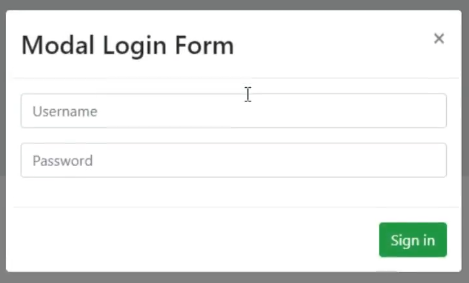 Modal Login Form ×
Username
Password
Sign in